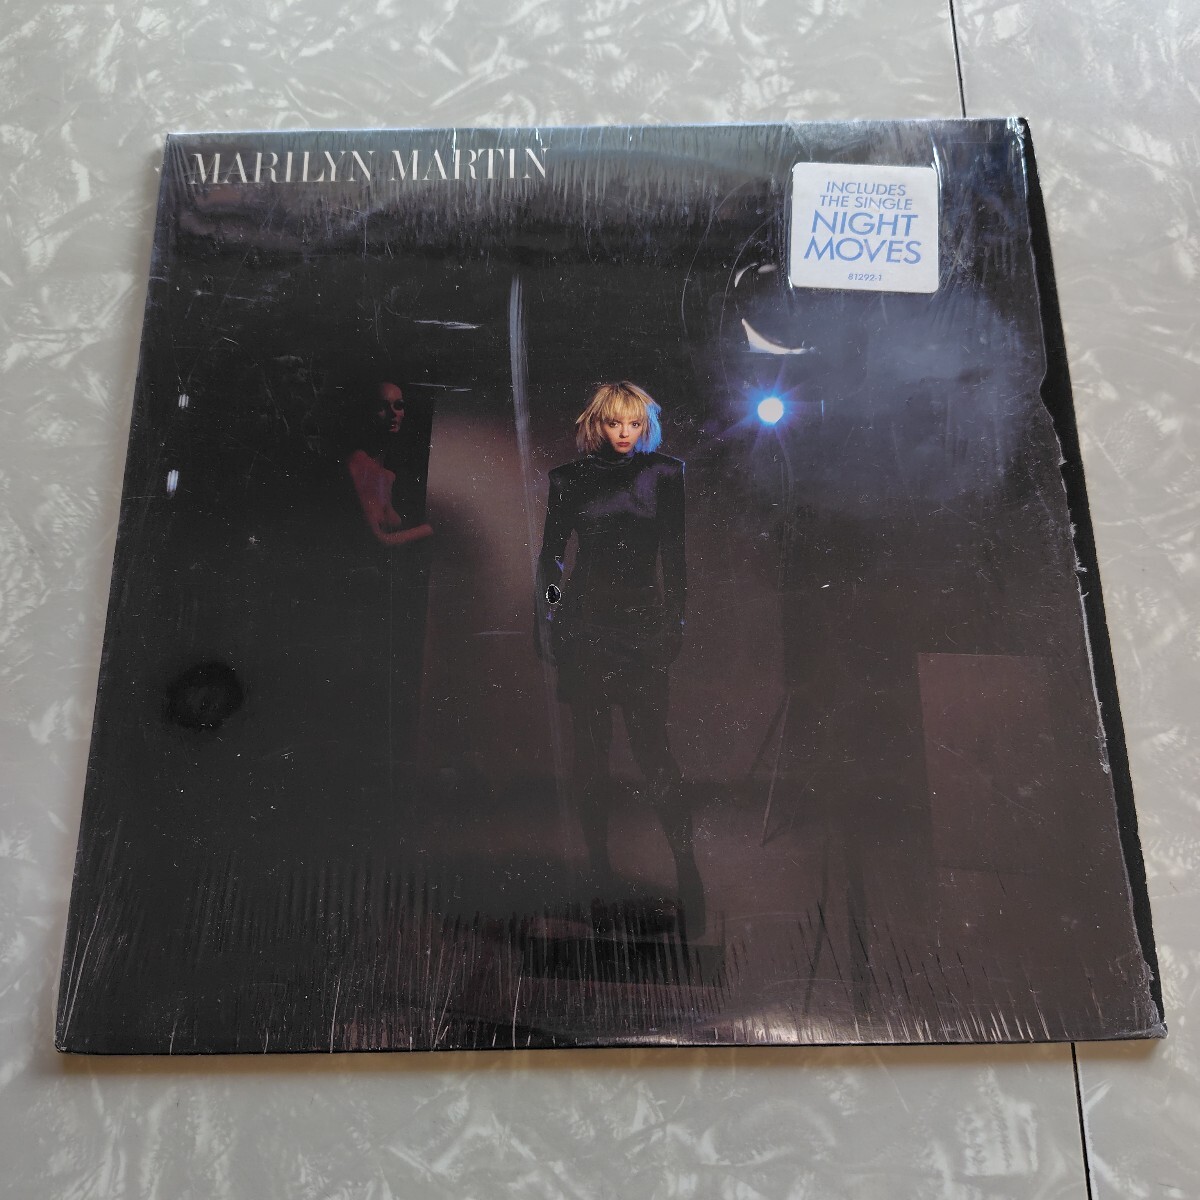 MARILYN MARTIN
INCLUDES
THE SINGLE
NIGHT
MOVES
81292-1